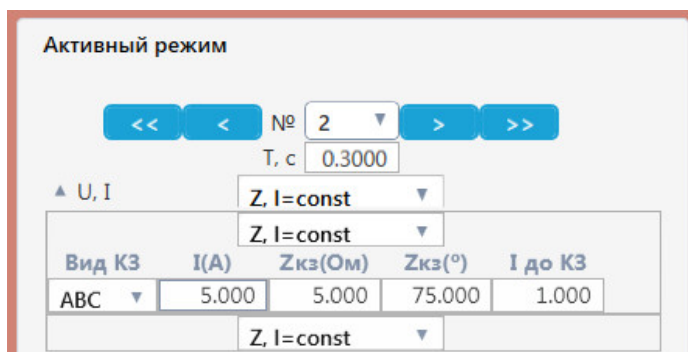 Активный режим
<< < № 2 ▼ > >>
T, c 0.3000
▲ U, I Z, I=const ▼
Z, I=const ▼
Вид КЗ I(A) Zкз(Ом) Zкз(º) I до КЗ
ABC ▼ 5.000 5.000 75.000 1.000
Z, I=const ▼